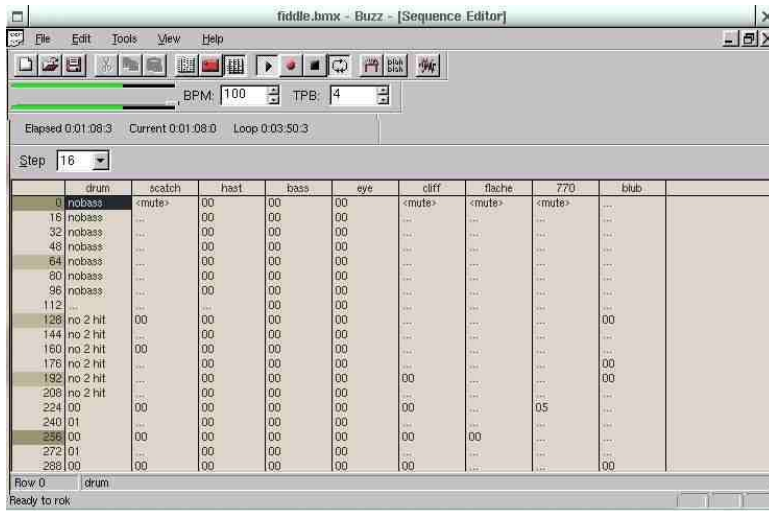 fiddle.bmx - Buzz - [Sequence Editor]
File Edit Tools View Help
blah blah
BPM: 100 TPB: 4
Elapsed 0:01:08:3 Current 0:01:08:0 Loop 0:03:50:3
Step 16
drum scatch hast bass eye cliff flache 770 blub
0 nobass <mute> 00 00 00 <mute> <mute> <mute> ...
16 nobass ... 00 00 00 ... ... ... ...
32 nobass ... 00 00 00 ... ... ... ...
48 nobass ... 00 00 00 ... ... ... ...
64 nobass ... 00 00 00 ... ... ... ...
80 nobass ... 00 00 00 ... ... ... ...
96 nobass ... 00 00 00 ... ... ... ...
112 ... ... ... 00 00 ... ... ... ...
128 no 2 hit 00 00 00 00 ... ... ... 00
144 no 2 hit ... 00 00 00 ... ... ... ...
160 no 2 hit 00 00 00 00 ... ... ... ...
176 no 2 hit ... 00 00 00 ... ... ... 00
192 no 2 hit ... 00 00 00 00 ... ... 00
208 no 2 hit ... 00 00 00 ... ... ... ...
224 00 00 00 00 00 00 ... 05 ...
240 01 ... 00 00 00 ... ... ... ...
256 00 00 00 00 00 00 00 ... ...
272 01 ... 00 00 00 ... ... ... ...
288 00 00 00 00 00 00 ... ... 00
Row 0 drum
Ready to rok